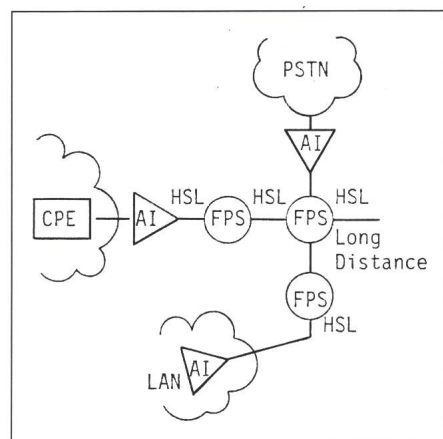 PSTN
AI
HSL HSL HSL
CPE AI FPS FPS
Long
Distance
FPS
HSL
AI
LAN